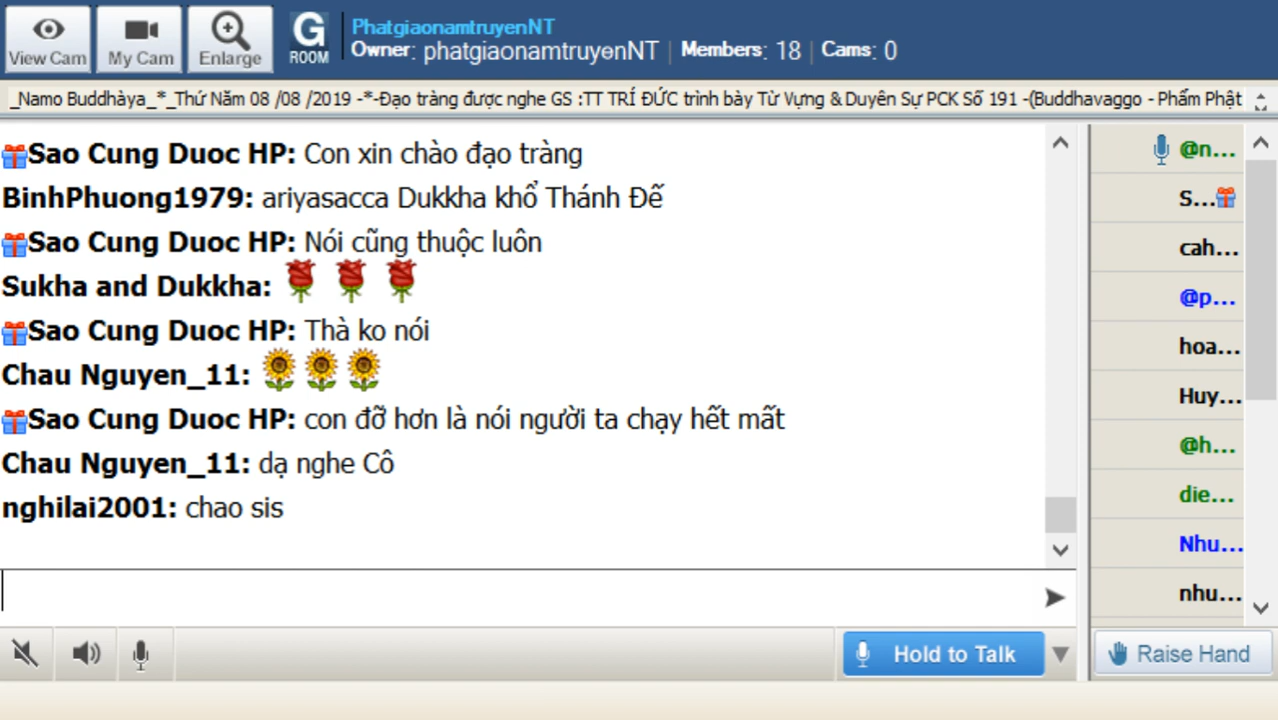 View Cam
My Cam
Enlarge
G
ROOM
PhatgiaonamtruyenNT
Owner: phatgiaonamtruyenNT | Members: 18 | Cams: 0
_Namo Buddhàya_*_Thứ Năm 08 /08 /2019 -*-Đạo tràng được nghe GS :TT TRÍ ĐỨC trình bày Từ Vựng & Duyên Sự PCK Số 191 -(Buddhavaggo - Phẩm Phật
Sao Cung Duoc HP: Con xin chào đạo tràng
BinhPhuong1979: ariyasacca Dukkha khổ Thánh Đế
Sao Cung Duoc HP: Nói cũng thuộc luôn
Sukha and Dukkha:
Sao Cung Duoc HP: Thà ko nói
Chau Nguyen_11:
Sao Cung Duoc HP: con đỡ hơn là nói người ta chạy hết mất
Chau Nguyen_11: dạ nghe Cô
nghilai2001: chao sis
@n...
S...
cah...
@p...
hoa...
Huy...
@h...
die...
Nhu...
nhu...
Hold to Talk
Raise Hand